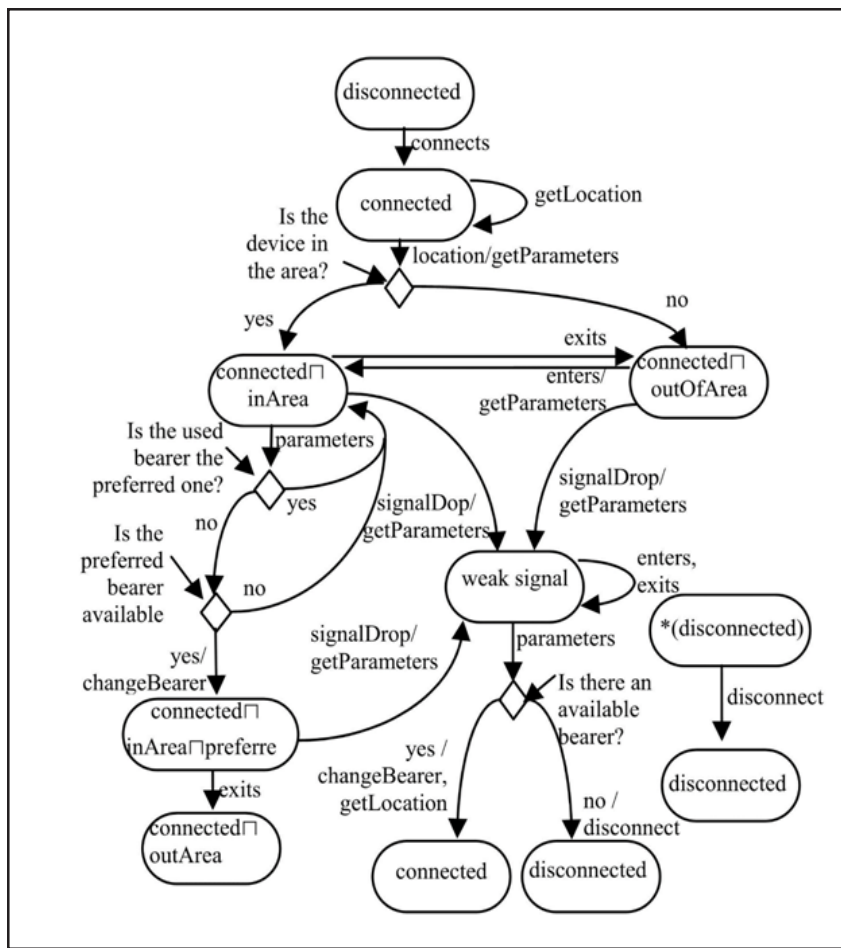 disconnected
connects
connected
getLocation
Is the
device in
the area?
location/getParameters
yes
no
exits
connected⊓
inArea
connected⊓
outOfArea
enters/
getParameters
Is the used
bearer the
preferred one?
parameters
yes
signalDop/
getParameters
signalDrop/
getParameters
no
Is the
preferred
bearer
available
no
weak signal
enters,
exits
*(disconnected)
signalDrop/
getParameters
parameters
yes/
changeBearer
Is there an
available
bearer?
disconnect
connected⊓
inArea⊓preferre
yes /
changeBearer,
getLocation
disconnected
exits
no /
disconnect
connected⊓
outArea
connected
disconnected